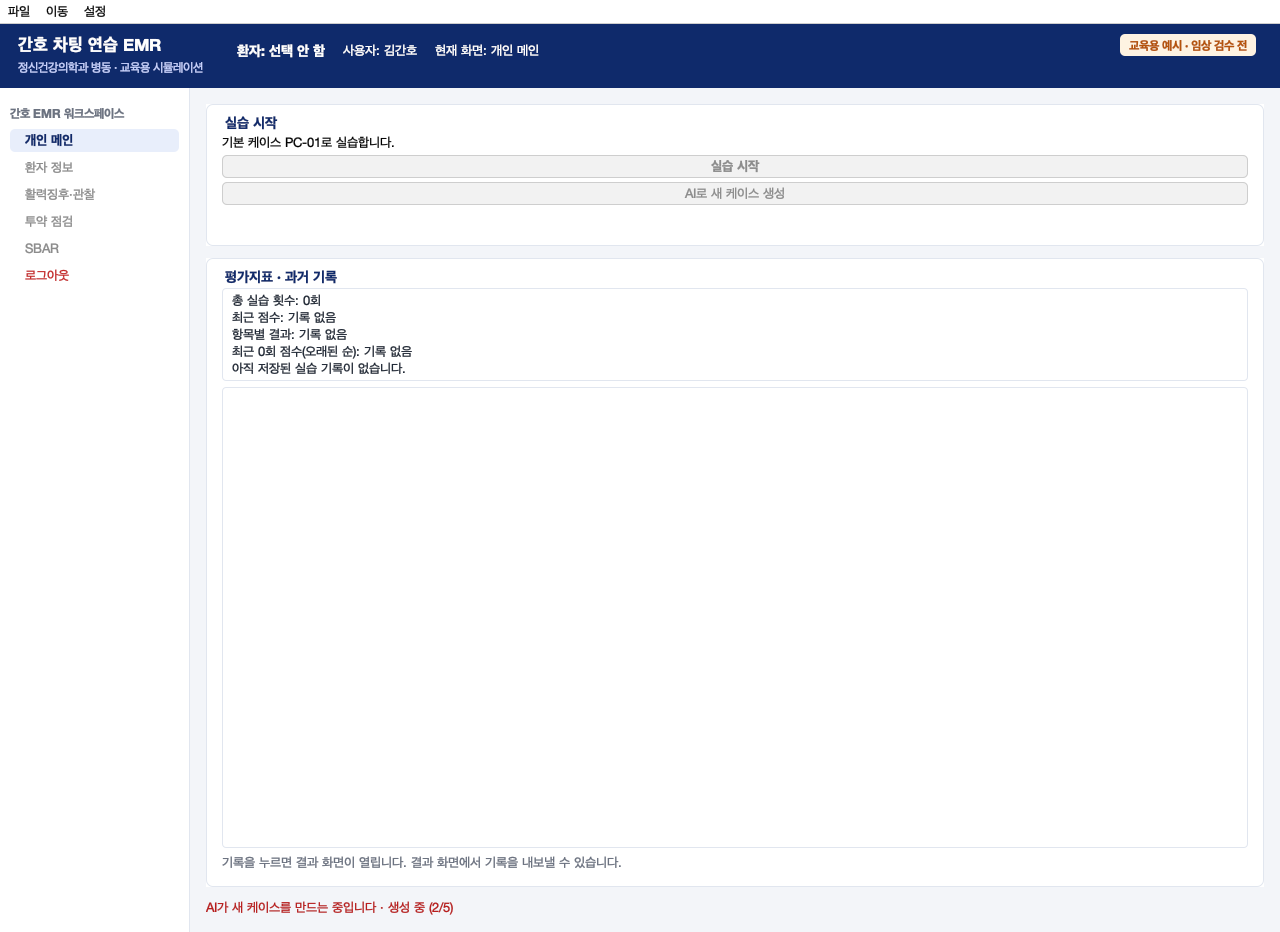 파일 이동 설정
간호 차팅 연습 EMR
정신건강의학과 병동 · 교육용 시뮬레이션
환자: 선택 안 함 사용자: 김간호 현재 화면: 개인 메인
교육용 예시 · 임상 검수 전
간호 EMR 워크스페이스
개인 메인
환자 정보
활력징후·관찰
투약 점검
SBAR
로그아웃
실습 시작
기본 케이스 PC-01로 실습합니다.
실습 시작
AI로 새 케이스 생성
평가지표 · 과거 기록
총 실습 횟수: 0회
최근 점수: 기록 없음
항목별 결과: 기록 없음
최근 0회 점수(오래된 순): 기록 없음
아직 저장된 실습 기록이 없습니다.
기록을 누르면 결과 화면이 열립니다. 결과 화면에서 기록을 내보낼 수 있습니다.
AI가 새 케이스를 만드는 중입니다 · 생성 중 (2/5)